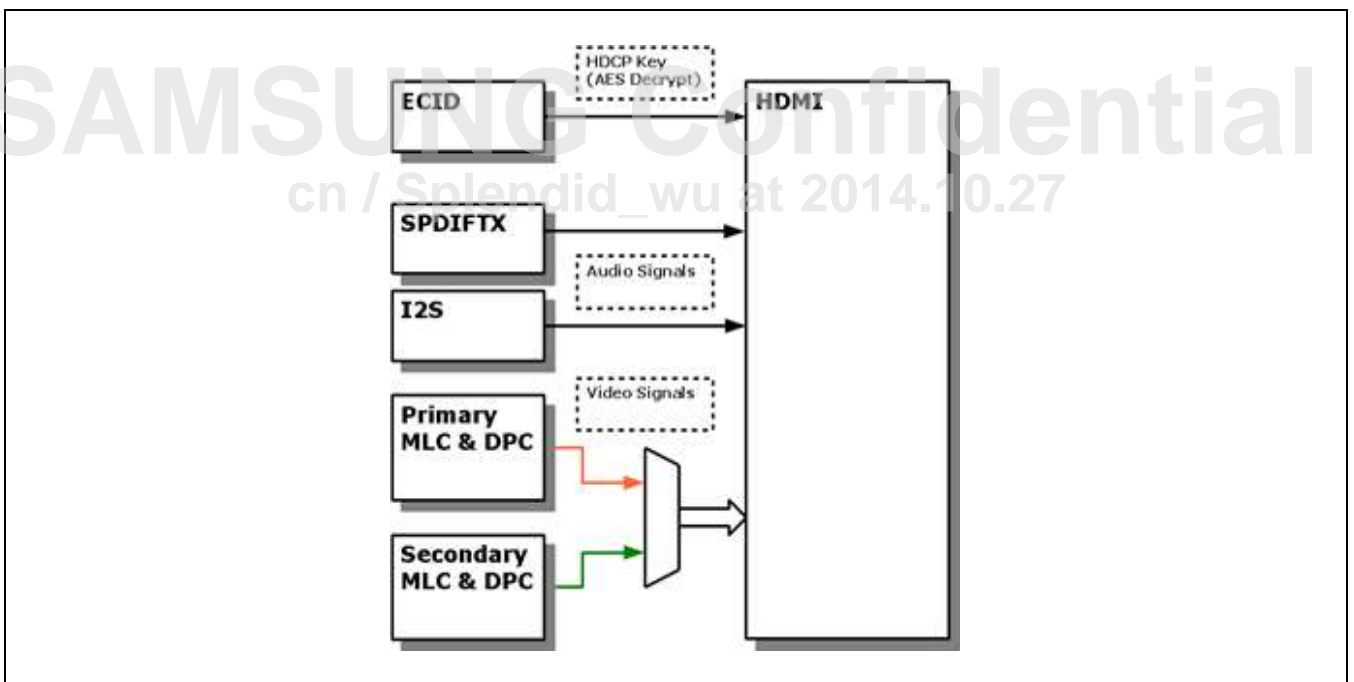 HDCP Key
(AES Decrypt)
ECID
HDMI
SAMSUNG Confidential
cn / Splendid_wu at 2014.10.27
SPDIFTX
Audio Signals
I2S
Video Signals
Primary
MLC & DPC
Secondary
MLC & DPC